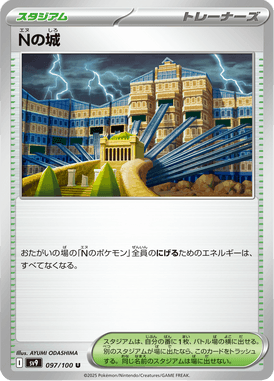 スタジアム
トレーナーズ
Nの城
エヌ しろ
おたがいの場の「Nのポケモン」全員のにげるためのエネルギーは、
すべてなくなる。
illus. AYUMI ODASHIMA
I sv9 097/100 U
スタジアムは、自分の番に1枚、バトル場の横に出せる。
別のスタジアムが場に出たなら、このカードをトラッシュ
する。同じ名前のスタジアムは場に出せない。
©2025 Pokémon/Nintendo/Creatures/GAME FREAK.